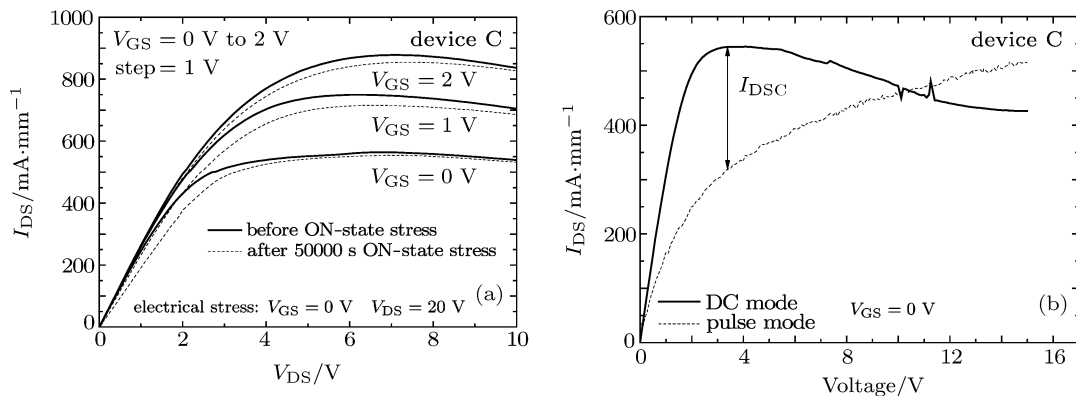 1000
800
600
400
200
0
0
2
4
6
8
10
I_DS/mA·mm⁻¹
V_DS/V
V_GS = 0 V to 2 V
step = 1 V
device C
V_GS = 2 V
V_GS = 1 V
V_GS = 0 V
before ON-state stress
after 50000 s ON-state stress
electrical stress: V_GS = 0 V V_DS = 20 V
(a)
600
500
400
300
200
100
0
0
4
8
12
16
I_DS/mA·mm⁻¹
Voltage/V
device C
I_DSC
DC mode
pulse mode
V_GS = 0 V
(b)